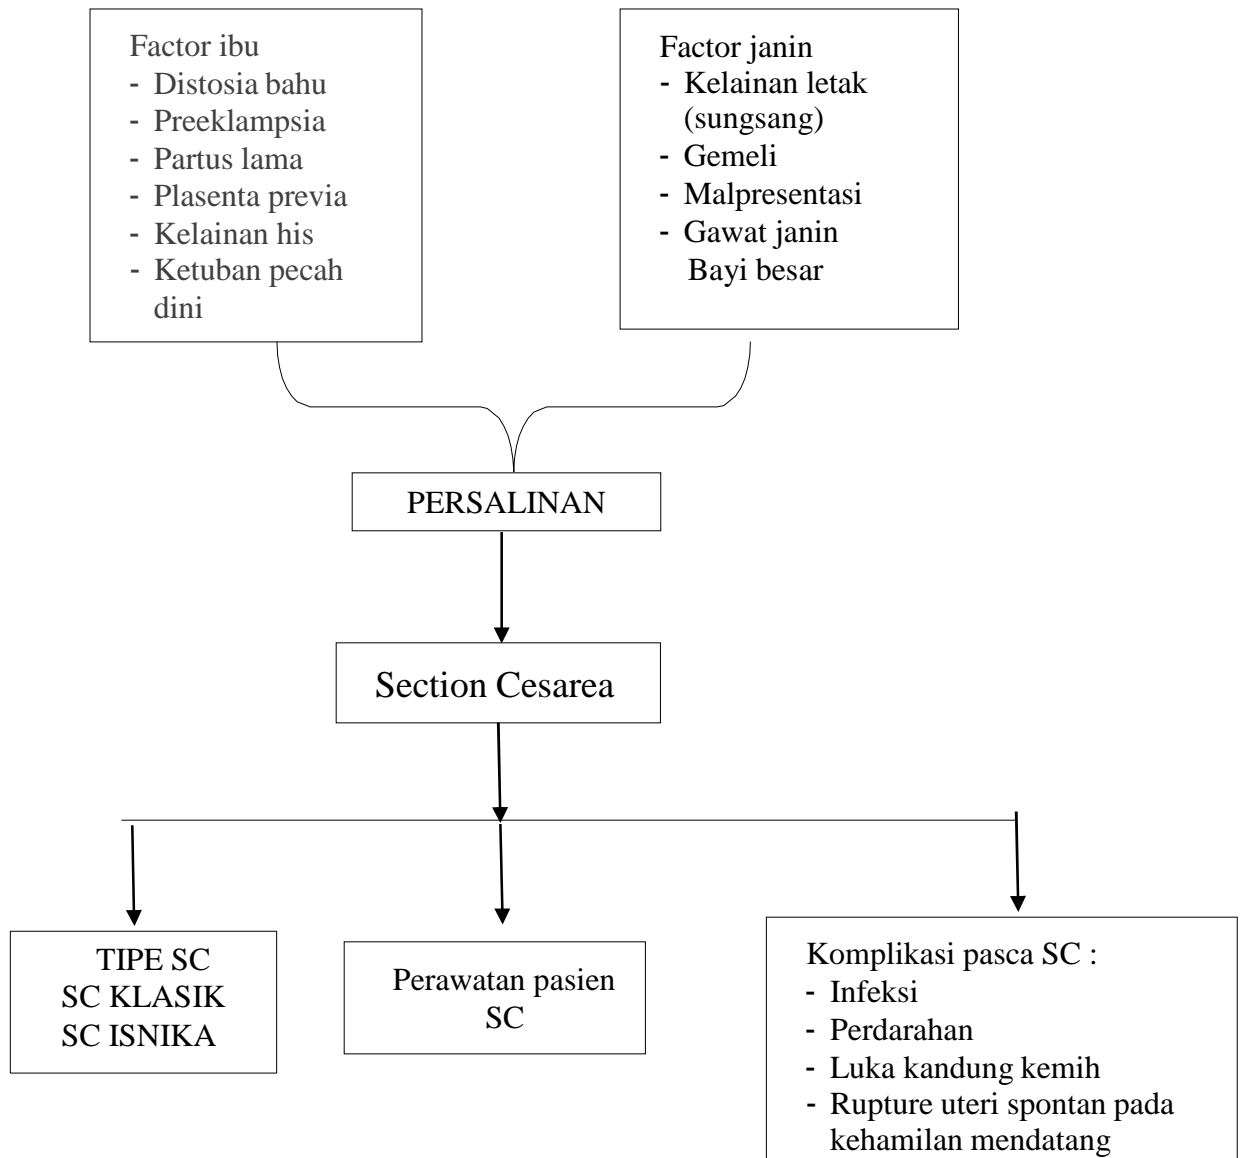 Factor ibu
- Distosia bahu
- Preeklampsia
- Partus lama
- Plasenta previa
- Kelainan his
- Ketuban pecah
dini
Factor janin
- Kelainan letak
(sungsang)
- Gemeli
- Malpresentasi
- Gawat janin
Bayi besar
PERSALINAN
Section Cesarea
TIPE SC
SC KLASIK
SC ISNIKA
Perawatan pasien
SC
Komplikasi pasca SC :
- Infeksi
- Perdarahan
- Luka kandung kemih
- Rupture uteri spontan pada
kehamilan mendatang